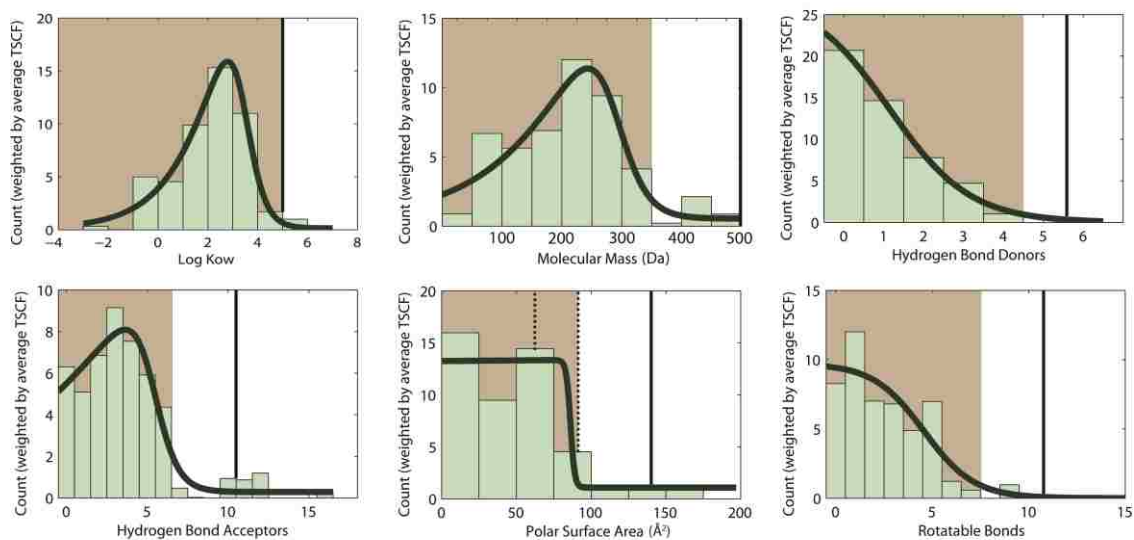 Count (weighted by average TSCF)
20
15
10
5
0
−4 −2 0 2 4 6 8
Log Kow
Count (weighted by average TSCF)
15
10
5
0
100 200 300 400 500
Molecular Mass (Da)
Count (weighted by average TSCF)
25
20
15
10
5
0
0 1 2 3 4 5 6
Hydrogen Bond Donors
Count (weighted by average TSCF)
10
8
6
4
2
0
0 5 10 15
Hydrogen Bond Acceptors
Count (weighted by average TSCF)
20
15
10
5
0
0 50 100 150 200
Polar Surface Area (Å²)
Count (weighted by average TSCF)
15
10
5
0
0 5 10 15
Rotatable Bonds